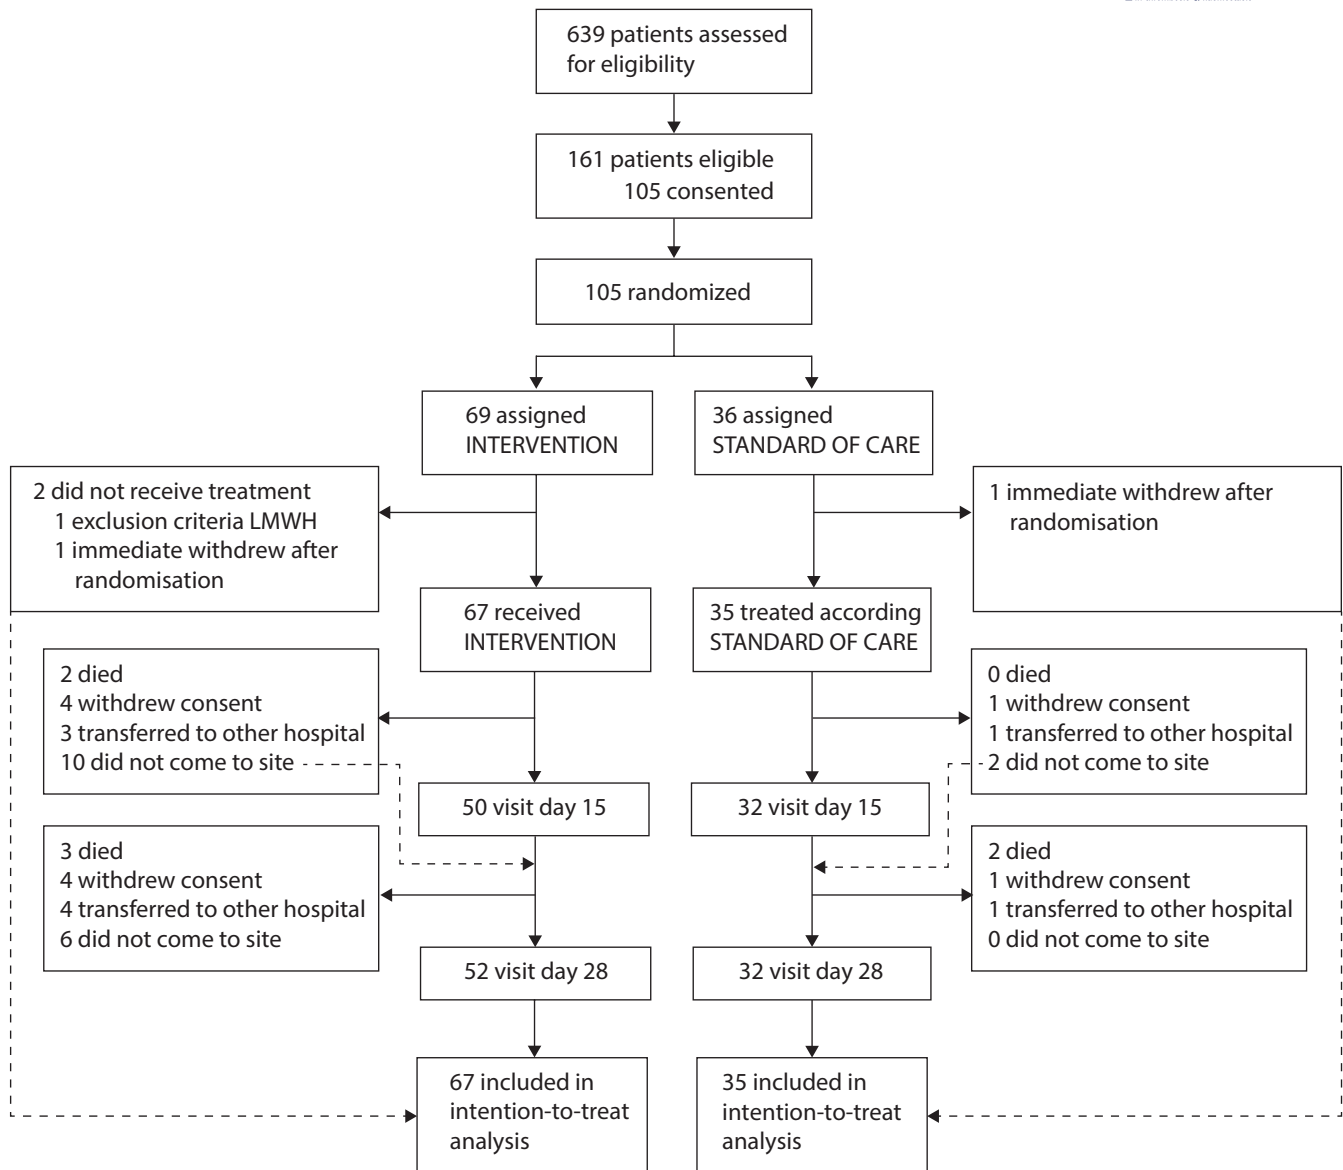 639 patients assessed
for eligibility
161 patients eligible
105 consented
105 randomized
69 assigned
INTERVENTION
36 assigned
STANDARD OF CARE
2 did not receive treatment
1 exclusion criteria LMWH
1 immediate withdrew after
randomisation
1 immediate withdrew after
randomisation
67 received
INTERVENTION
35 treated according
STANDARD OF CARE
2 died
4 withdrew consent
3 transferred to other hospital
10 did not come to site
0 died
1 withdrew consent
1 transferred to other hospital
2 did not come to site
50 visit day 15
32 visit day 15
3 died
4 withdrew consent
4 transferred to other hospital
6 did not come to site
2 died
1 withdrew consent
1 transferred to other hospital
0 did not come to site
52 visit day 28
32 visit day 28
67 included in
intention-to-treat
analysis
35 included in
intention-to-treat
analysis